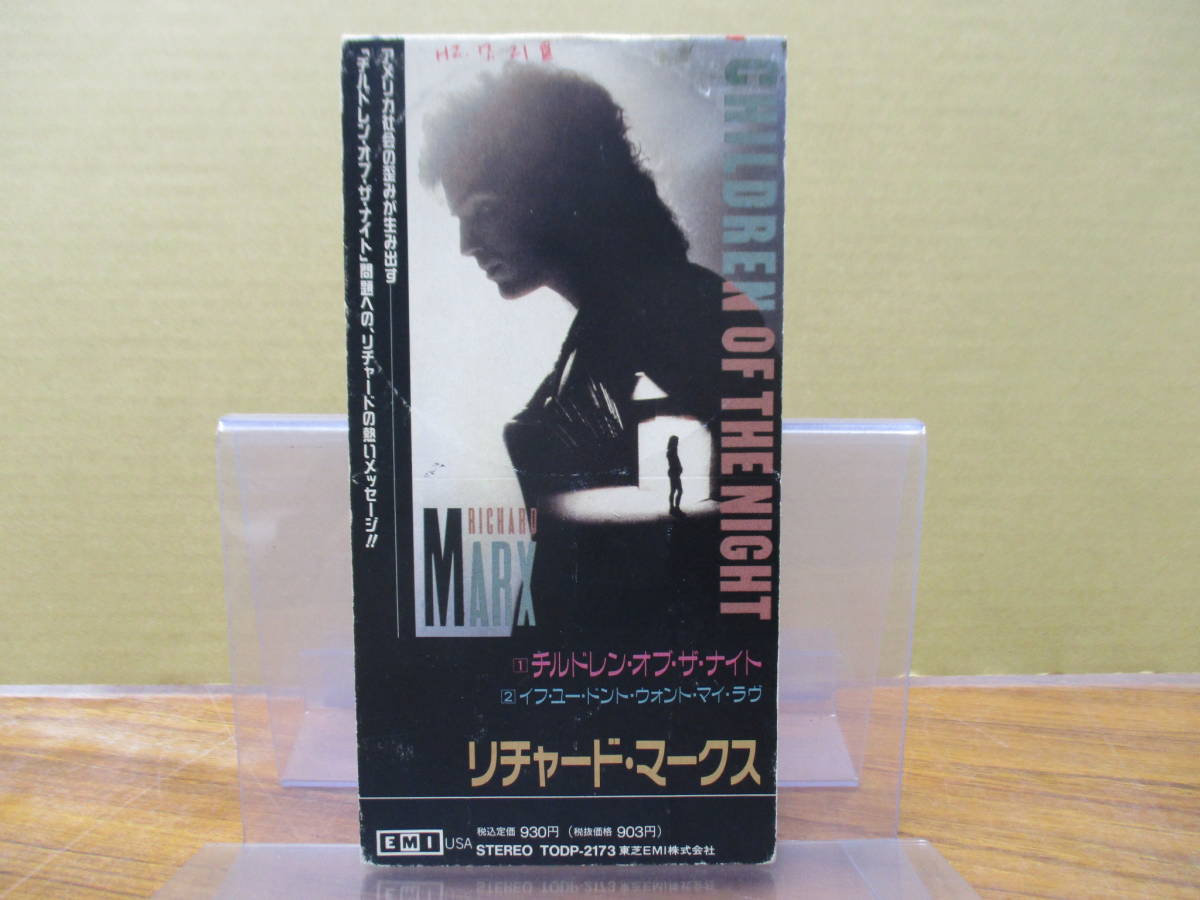 H2.7.21
アメリカ社会の歪みが生み出す
「チルドレン・オブ・ザ・ナイト」問題への、リチャードの熱いメッセージ!!
CHILDREN OF THE NIGHT
RICHARD
MARX
1 チルドレン・オブ・ザ・ナイト
2 イフ・ユー・ドント・ウォント・マイ・ラヴ
リチャード・マークス
EMI USA 税込定価 930円 (税抜価格 903円)
STEREO TODP-2173 東芝EMI株式会社